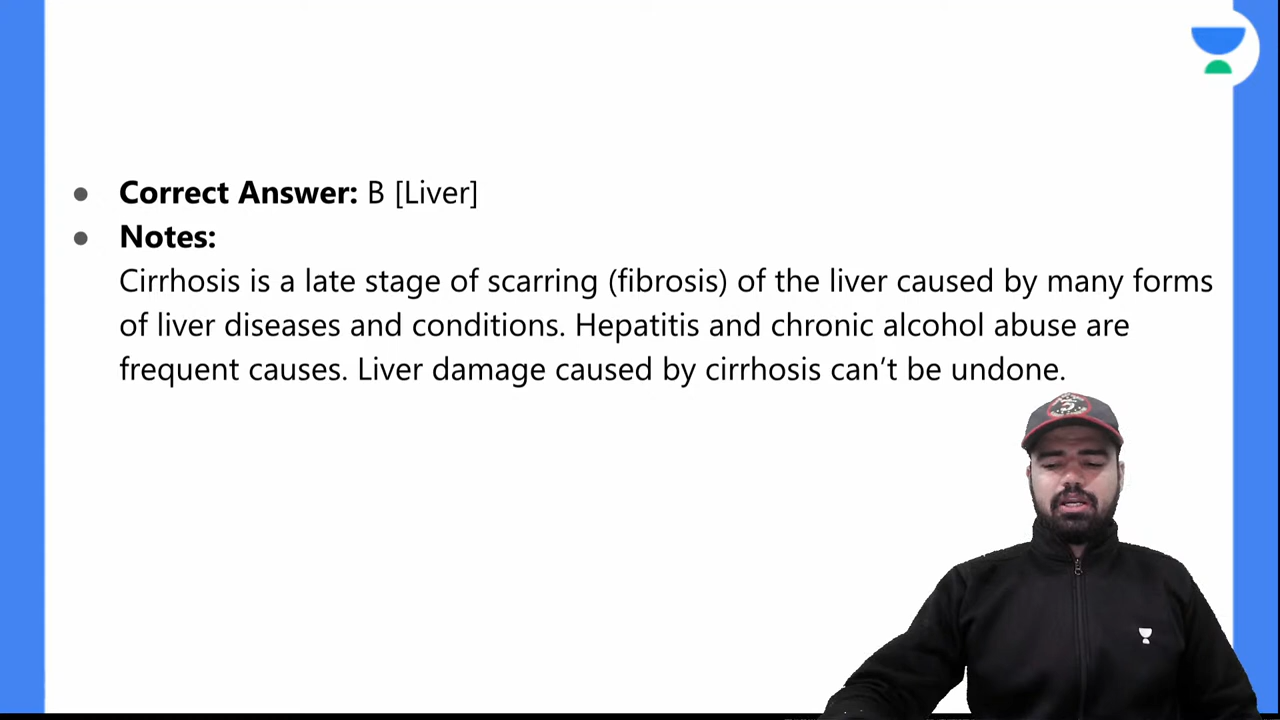 ● Correct Answer: B [Liver]
● Notes:
Cirrhosis is a late stage of scarring (fibrosis) of the liver caused by many forms
of liver diseases and conditions. Hepatitis and chronic alcohol abuse are
frequent causes. Liver damage caused by cirrhosis can’t be undone.